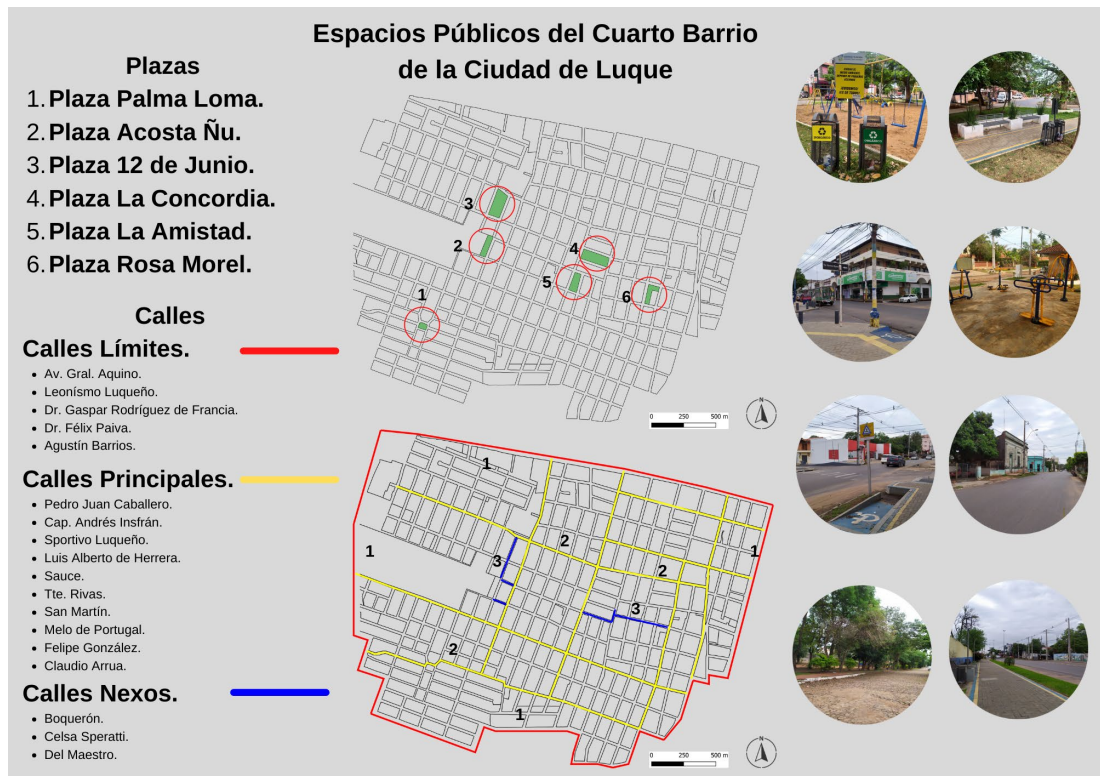 Espacios Públicos del Cuarto Barrio
de la Ciudad de Luque
Plazas
1. Plaza Palma Loma.
2. Plaza Acosta Ñu.
3. Plaza 12 de Junio.
4. Plaza La Concordia.
5. Plaza La Amistad.
6. Plaza Rosa Morel.
Calles
Calles Límites.
• Av. Gral. Aquino.
• Leonísmo Luqueño.
• Dr. Gaspar Rodríguez de Francia.
• Dr. Félix Paiva.
• Agustín Barrios.
Calles Principales.
• Pedro Juan Caballero.
• Cap. Andrés Insfrán.
• Sportivo Luqueño.
• Luis Alberto de Herrera.
• Sauce.
• Tte. Rivas.
• San Martín.
• Melo de Portugal.
• Felipe González.
• Claudio Arrua.
Calles Nexos.
• Boquerón.
• Celsa Speratti.
• Del Maestro.
3
2
4
5
6
1
N
0 250 500 m
1
2
1
3
1
2
3
2
1
N
0 250 500 m